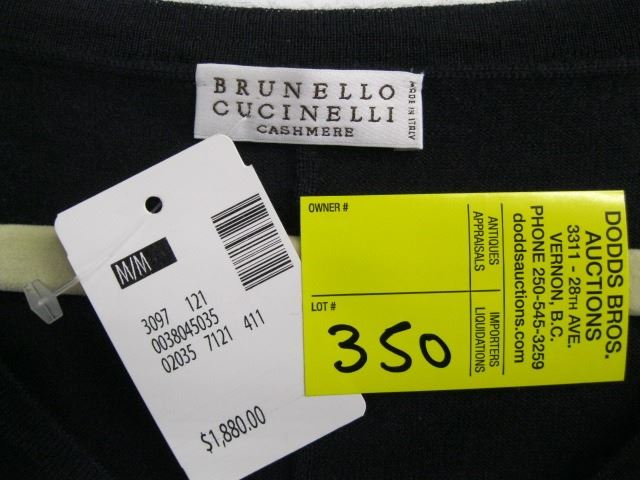 BRUNELLO
CUCINELLI
CASHMERE
MADE IN ITALY
M/M
3097 121
0038045035
02035 7121 411
$1,880.00
OWNER #
LOT #
350
ANTIQUES
APPRAISALS
IMPORTERS
LIQUIDATIONS
DODDS BROS.
AUCTIONS
3311 - 28TH AVE.
VERNON, B.C.
PHONE 250-545-3259
doddsauctions.com